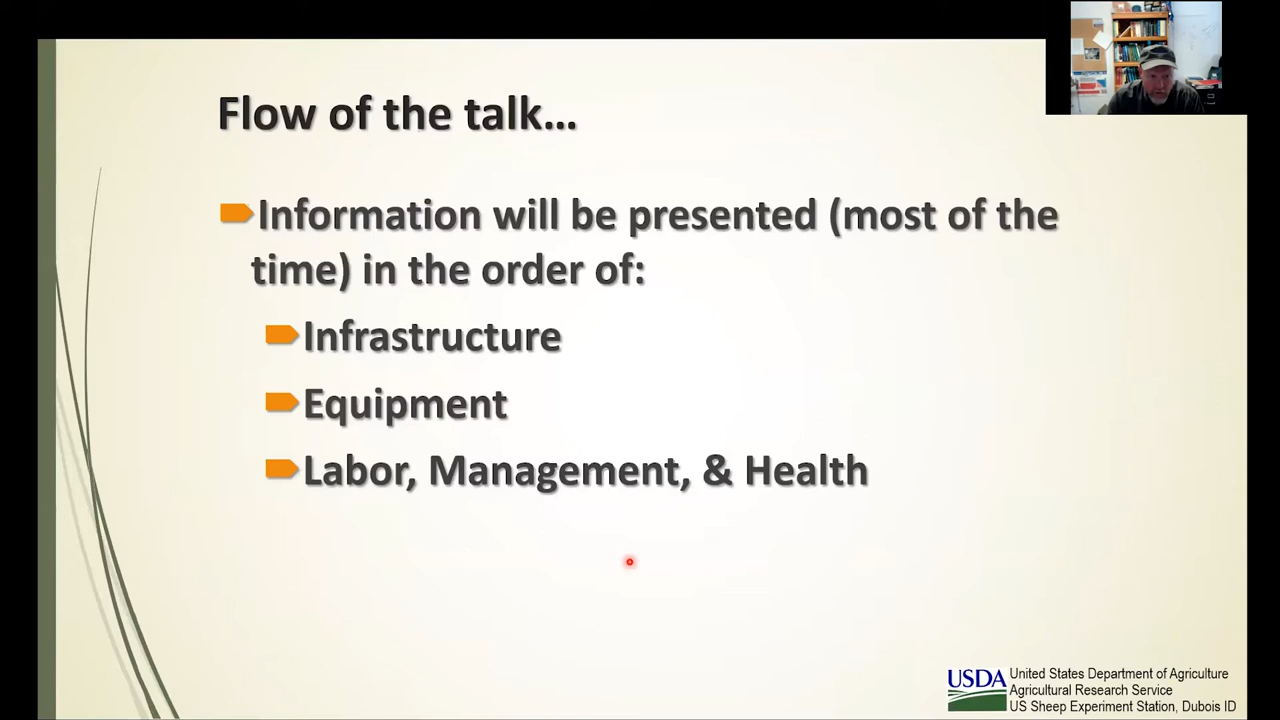 Flow of the talk…
Information will be presented (most of the
time) in the order of:
Infrastructure
Equipment
Labor, Management, & Health
USDA
United States Department of Agriculture
Agricultural Research Service
US Sheep Experiment Station, Dubois ID